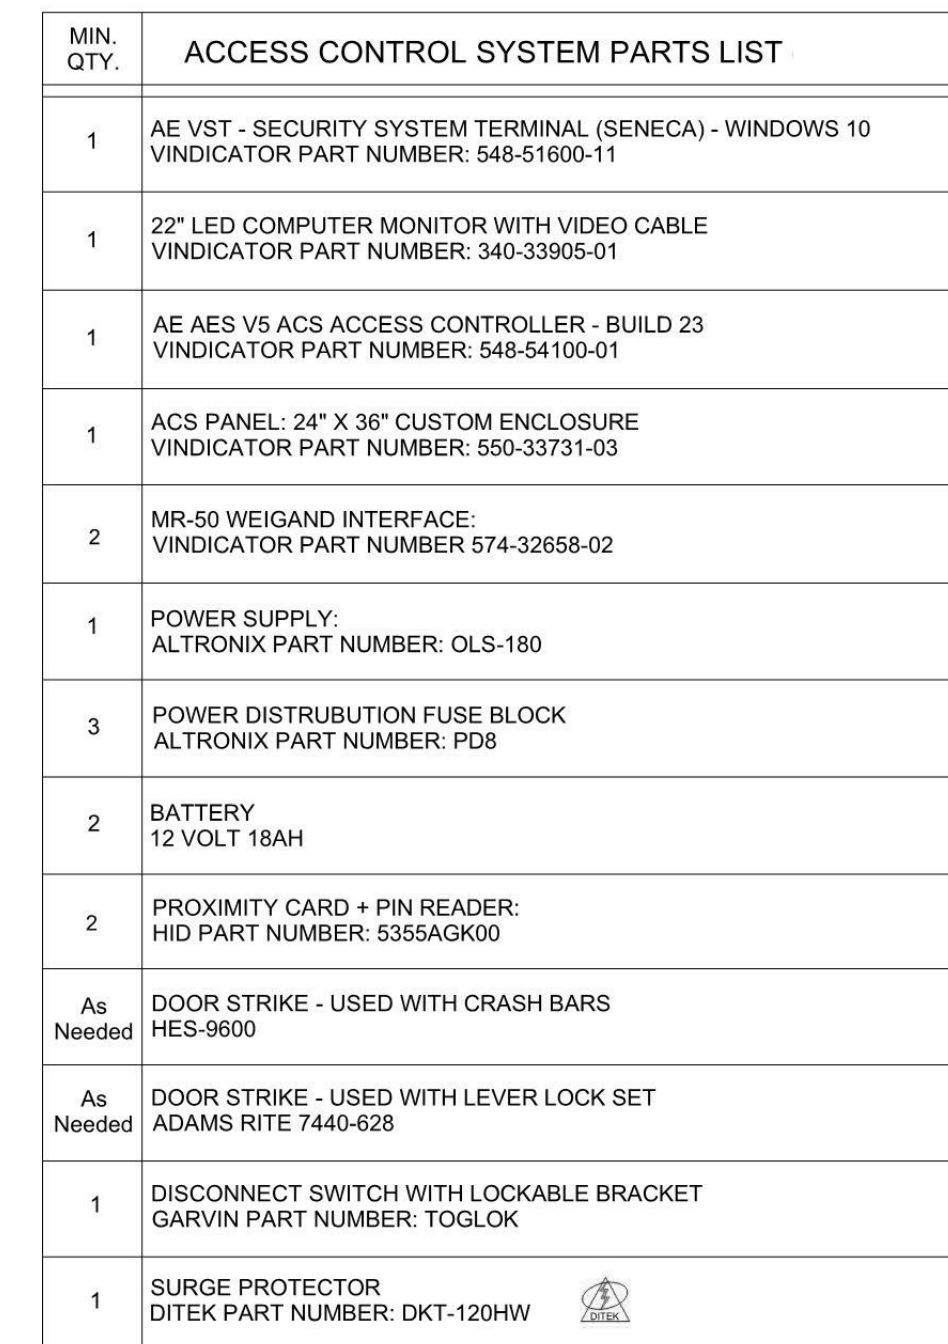 MIN.
QTY.
ACCESS CONTROL SYSTEM PARTS LIST
1
AE VST - SECURITY SYSTEM TERMINAL (SENECA) - WINDOWS 10
VINDICATOR PART NUMBER: 548-51600-11
1
22" LED COMPUTER MONITOR WITH VIDEO CABLE
VINDICATOR PART NUMBER: 340-33905-01
1
AE AES V5 ACS ACCESS CONTROLLER - BUILD 23
VINDICATOR PART NUMBER: 548-54100-01
1
ACS PANEL: 24" X 36" CUSTOM ENCLOSURE
VINDICATOR PART NUMBER: 550-33731-03
2
MR-50 WEIGAND INTERFACE:
VINDICATOR PART NUMBER 574-32658-02
1
POWER SUPPLY:
ALTRONIX PART NUMBER: OLS-180
3
POWER DISTRUBUTION FUSE BLOCK
ALTRONIX PART NUMBER: PD8
2
BATTERY
12 VOLT 18AH
2
PROXIMITY CARD + PIN READER:
HID PART NUMBER: 5355AGK00
As
Needed
DOOR STRIKE - USED WITH CRASH BARS
HES-9600
As
Needed
DOOR STRIKE - USED WITH LEVER LOCK SET
ADAMS RITE 7440-628
1
DISCONNECT SWITCH WITH LOCKABLE BRACKET
GARVIN PART NUMBER: TOGLOK
1
SURGE PROTECTOR
DITEK PART NUMBER: DKT-120HW
DITEK